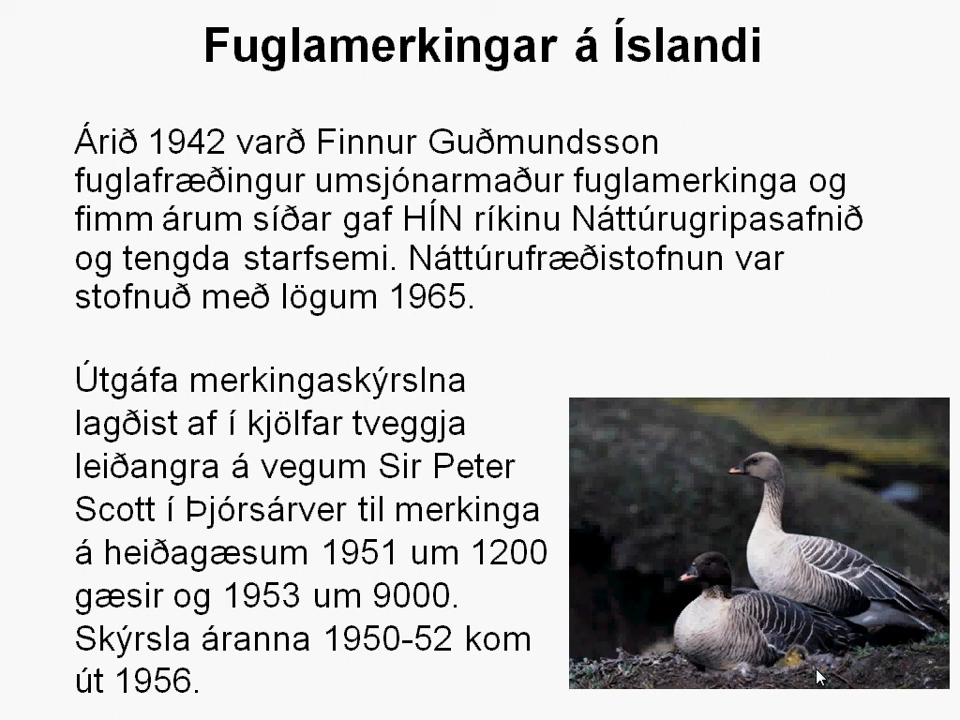 Fuglamerkingar á Íslandi
Árið 1942 varð Finnur Guðmundsson
fuglafræðingur umsjónarmaður fuglamerkinga og
fimm árum síðar gaf HÍN ríkinu Náttúrugripasafnið
og tengda starfsemi. Náttúrufræðistofnun var
stofnuð með lögum 1965.
Útgáfa merkingaskýrslna
lagðist af í kjölfar tveggja
leiðangra á vegum Sir Peter
Scott í Þjórsárver til merkinga
á heiðagæsum 1951 um 1200
gæsir og 1953 um 9000.
Skýrsla áranna 1950-52 kom
út 1956.